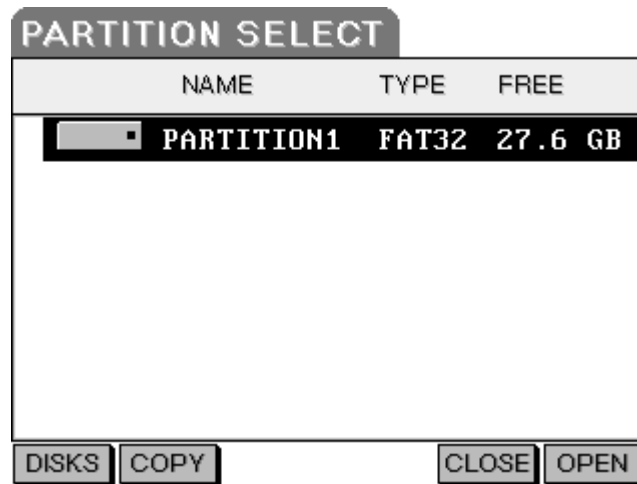 PARTITION SELECT
NAME TYPE FREE
PARTITION1 FAT32 27.6 GB
DISKS COPY CLOSE OPEN